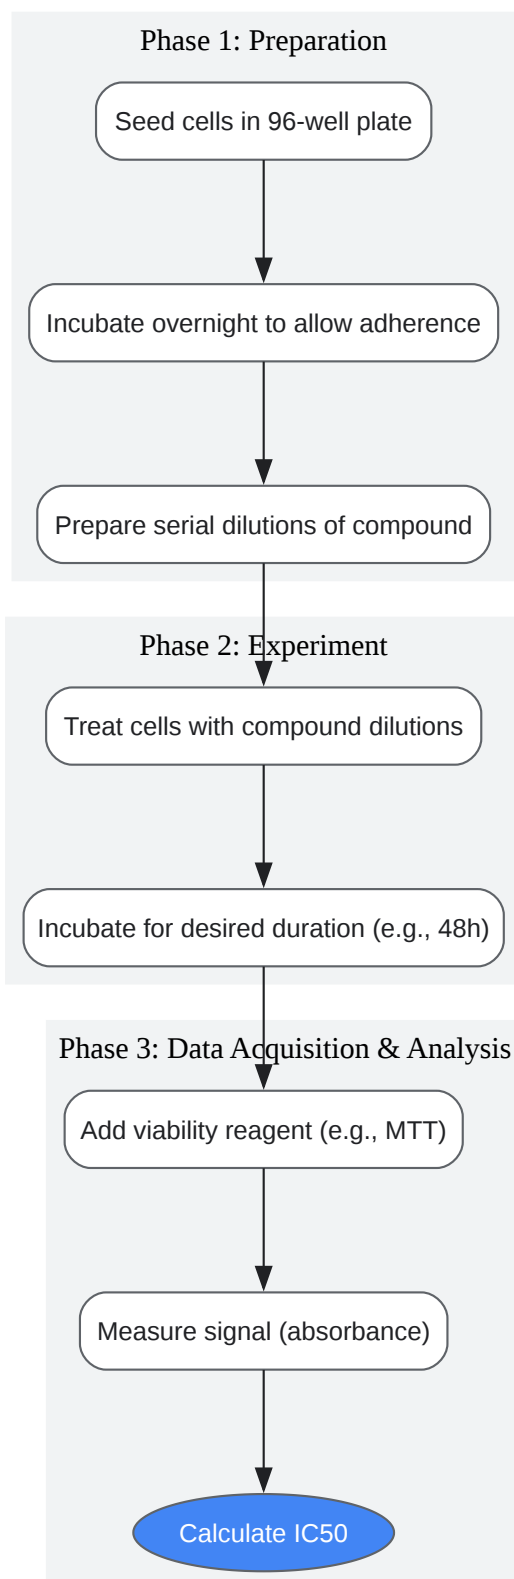 Phase 1: Preparation
Seed cells in 96-well plate
Incubate overnight to allow adherence
Prepare serial dilutions of compound
Phase 2: Experiment
Treat cells with compound dilutions
Incubate for desired duration (e.g., 48h)
Phase 3: Data Acquisition & Analysis
Add viability reagent (e.g., MTT)
Measure signal (absorbance)
Calculate IC50